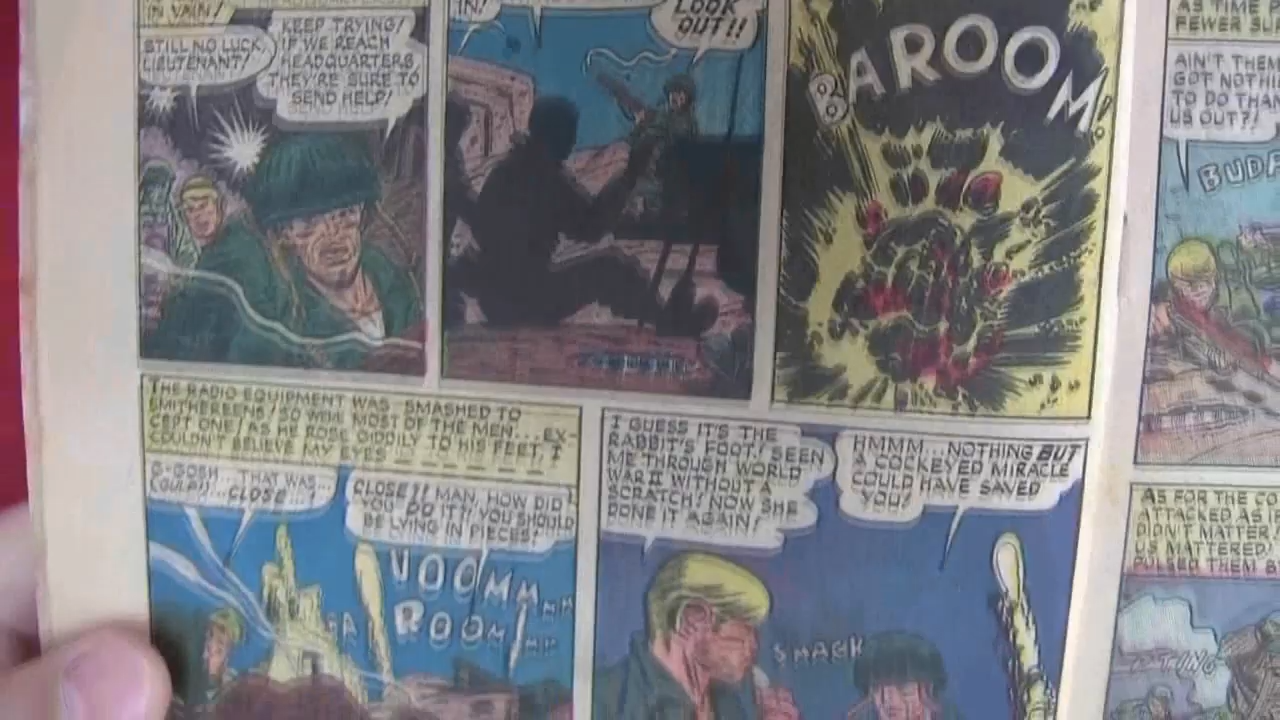 IN VAIN!
STILL NO LUCK,
LIEUTENANT!
KEEP TRYING!
IF WE REACH
HEADQUARTERS
THEY'RE SURE TO
SEND HELP!
IN!
LOOK
OUT!!
BAROOM!
THE RADIO EQUIPMENT WAS SMASHED TO
SMITHEREENS! SO WERE MOST OF THE MEN... EX-
CEPT ONE! AS HE ROSE GIDDILY TO HIS FEET, I
COULDN'T BELIEVE MY EYES
G-GOSH... THAT WAS...
(GULP!)...CLOSE...!
CLOSE!! MAN, HOW DID
YOU DO IT? YOU SHOULD
BE LYING IN PIECES!
VOOMM
ROOM!
I GUESS IT'S THE
RABBIT'S FOOT! SEEN
ME THROUGH WORLD
WAR II WITHOUT A
SCRATCH! NOW SHE
DONE IT AGAIN!
HMMM...NOTHING BUT
A COCKEYED MIRACLE
COULD HAVE SAVED
YOU!
SMACK
AS TIME P
FEWER SU
AIN'T THEM
GOT NOTHI
TO DO THAN
US OUT?!
BUDA
AS FOR THE CO
ATTACKED AS I
DIDN'T MATTER!
US MATTERED!
PULSED THEM B
TUNG